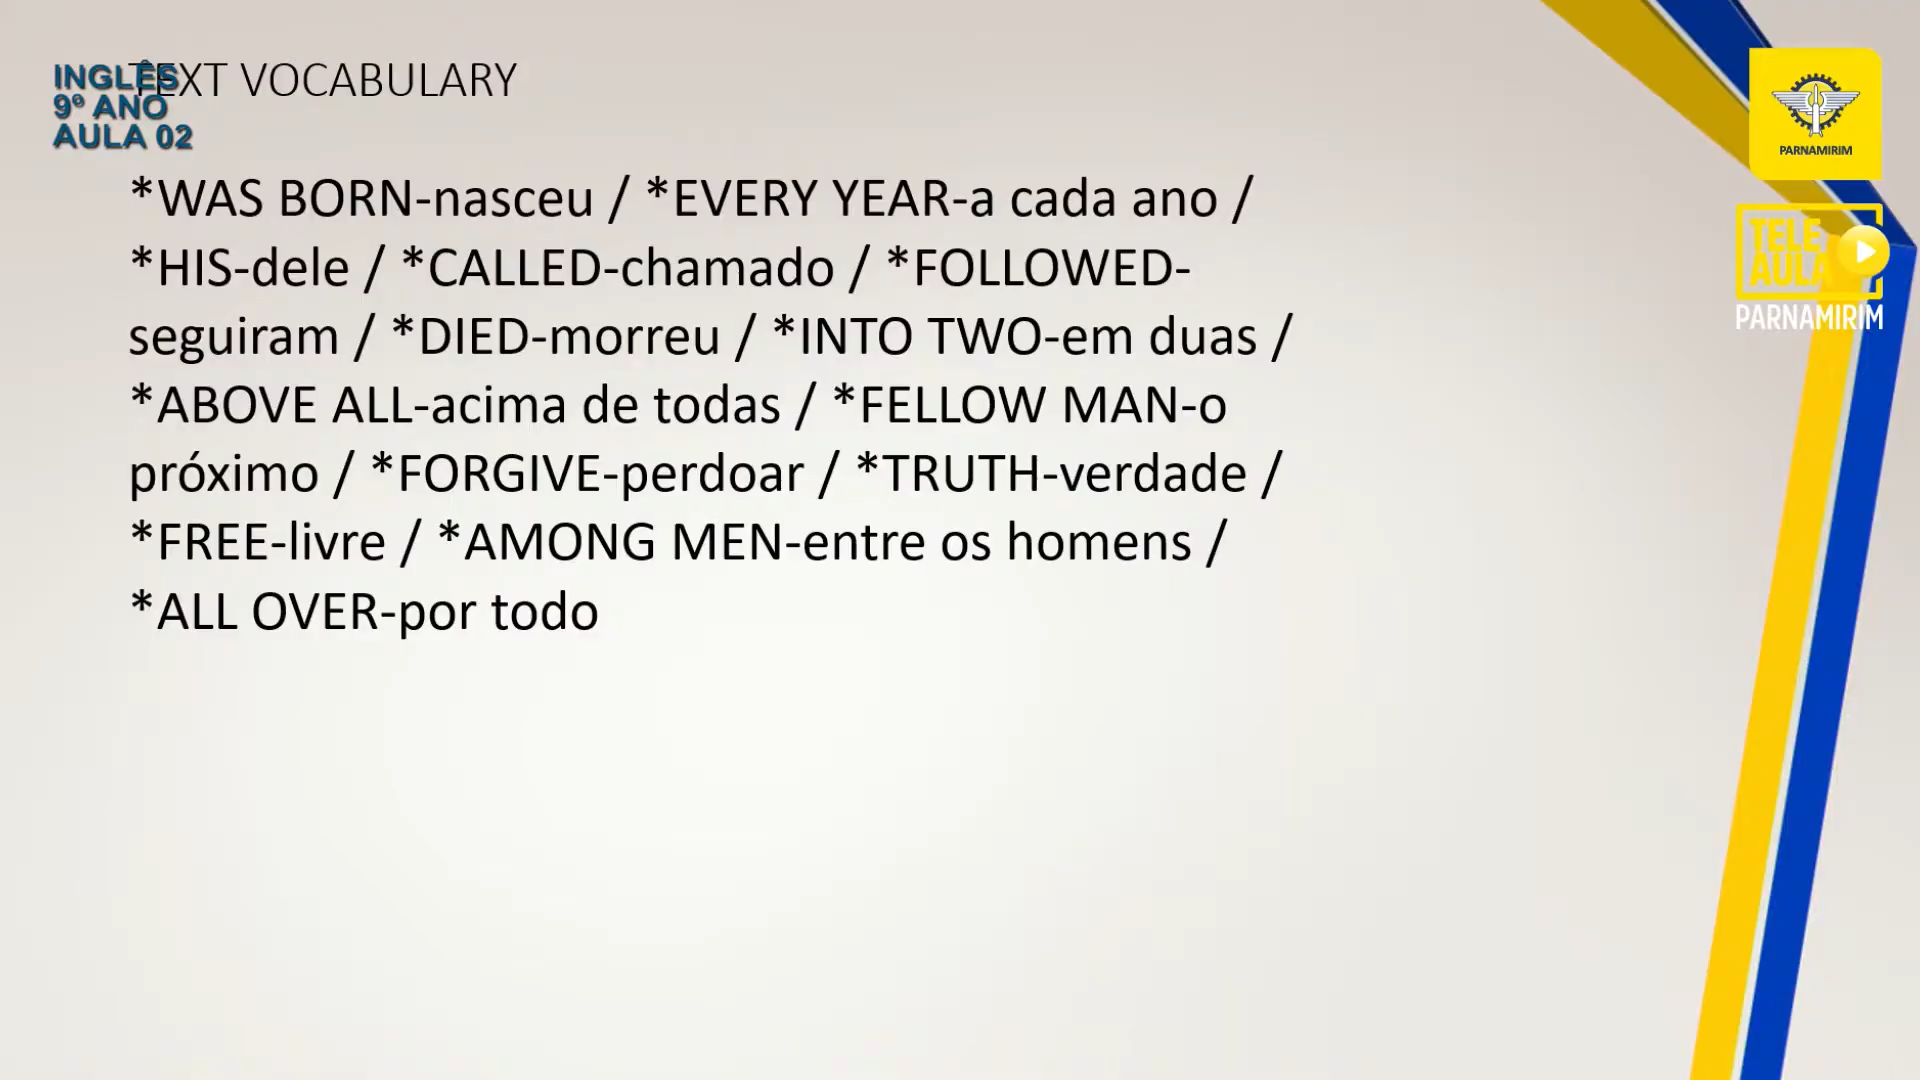 TEXT VOCABULARY
INGLÊS
9º ANO
AULA 02
*WAS BORN-nasceu / *EVERY YEAR-a cada ano /
*HIS-dele / *CALLED-chamado / *FOLLOWED-
seguiram / *DIED-morreu / *INTO TWO-em duas /
*ABOVE ALL-acima de todas / *FELLOW MAN-o
próximo / *FORGIVE-perdoar / *TRUTH-verdade /
*FREE-livre / *AMONG MEN-entre os homens /
*ALL OVER-por todo
PARNAMIRIM
TELE
AULA
PARNAMIRIM